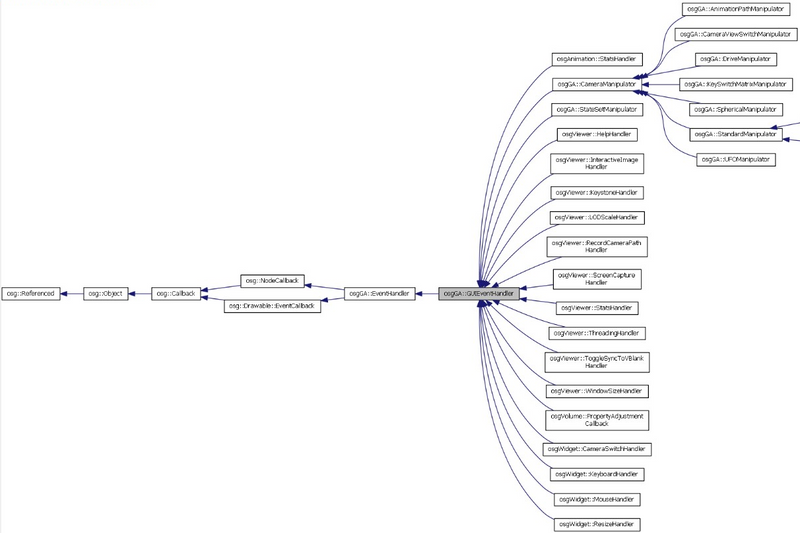 osgGA::AnimationPathManipulator
osgGA::CameraViewSwitchManipulator
osgAnimation::StatsHandler
osgGA::DriveManipulator
osgGA::CameraManipulator
osgGA::KeySwitchMatrixManipulator
osgGA::StateSetManipulator
osgGA::SphericalManipulator
osgViewer::HelpHandler
osgGA::StandardManipulator
osgViewer::InteractiveImage
Handler
osgGA::UFOManipulator
osgViewer::KeystoneHandler
osgViewer::LODScaleHandler
osgViewer::RecordCameraPath
Handler
osgViewer::ScreenCapture
Handler
osg::Referenced
osg::Object
osg::Callback
osg::NodeCallback
osg::Drawable::EventCallback
osgGA::EventHandler
osgGA::GUIEventHandler
osgViewer::StatsHandler
osgViewer::ThreadingHandler
osgViewer::ToggleSyncToVBlank
Handler
osgViewer::WindowSizeHandler
osgVolume::PropertyAdjustment
Callback
osgWidget::CameraSwitchHandler
osgWidget::KeyboardHandler
osgWidget::MouseHandler
osgWidget::ResizeHandler